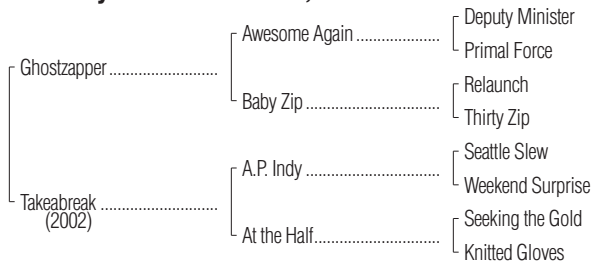 Deputy Minister
Awesome Again
Primal Force
Ghostzapper
Relaunch
Baby Zip
Thirty Zip
Seattle Slew
A.P. Indy
Weekend Surprise
Takeabreak
(2002)
Seeking the Gold
At the Half
Knitted Gloves